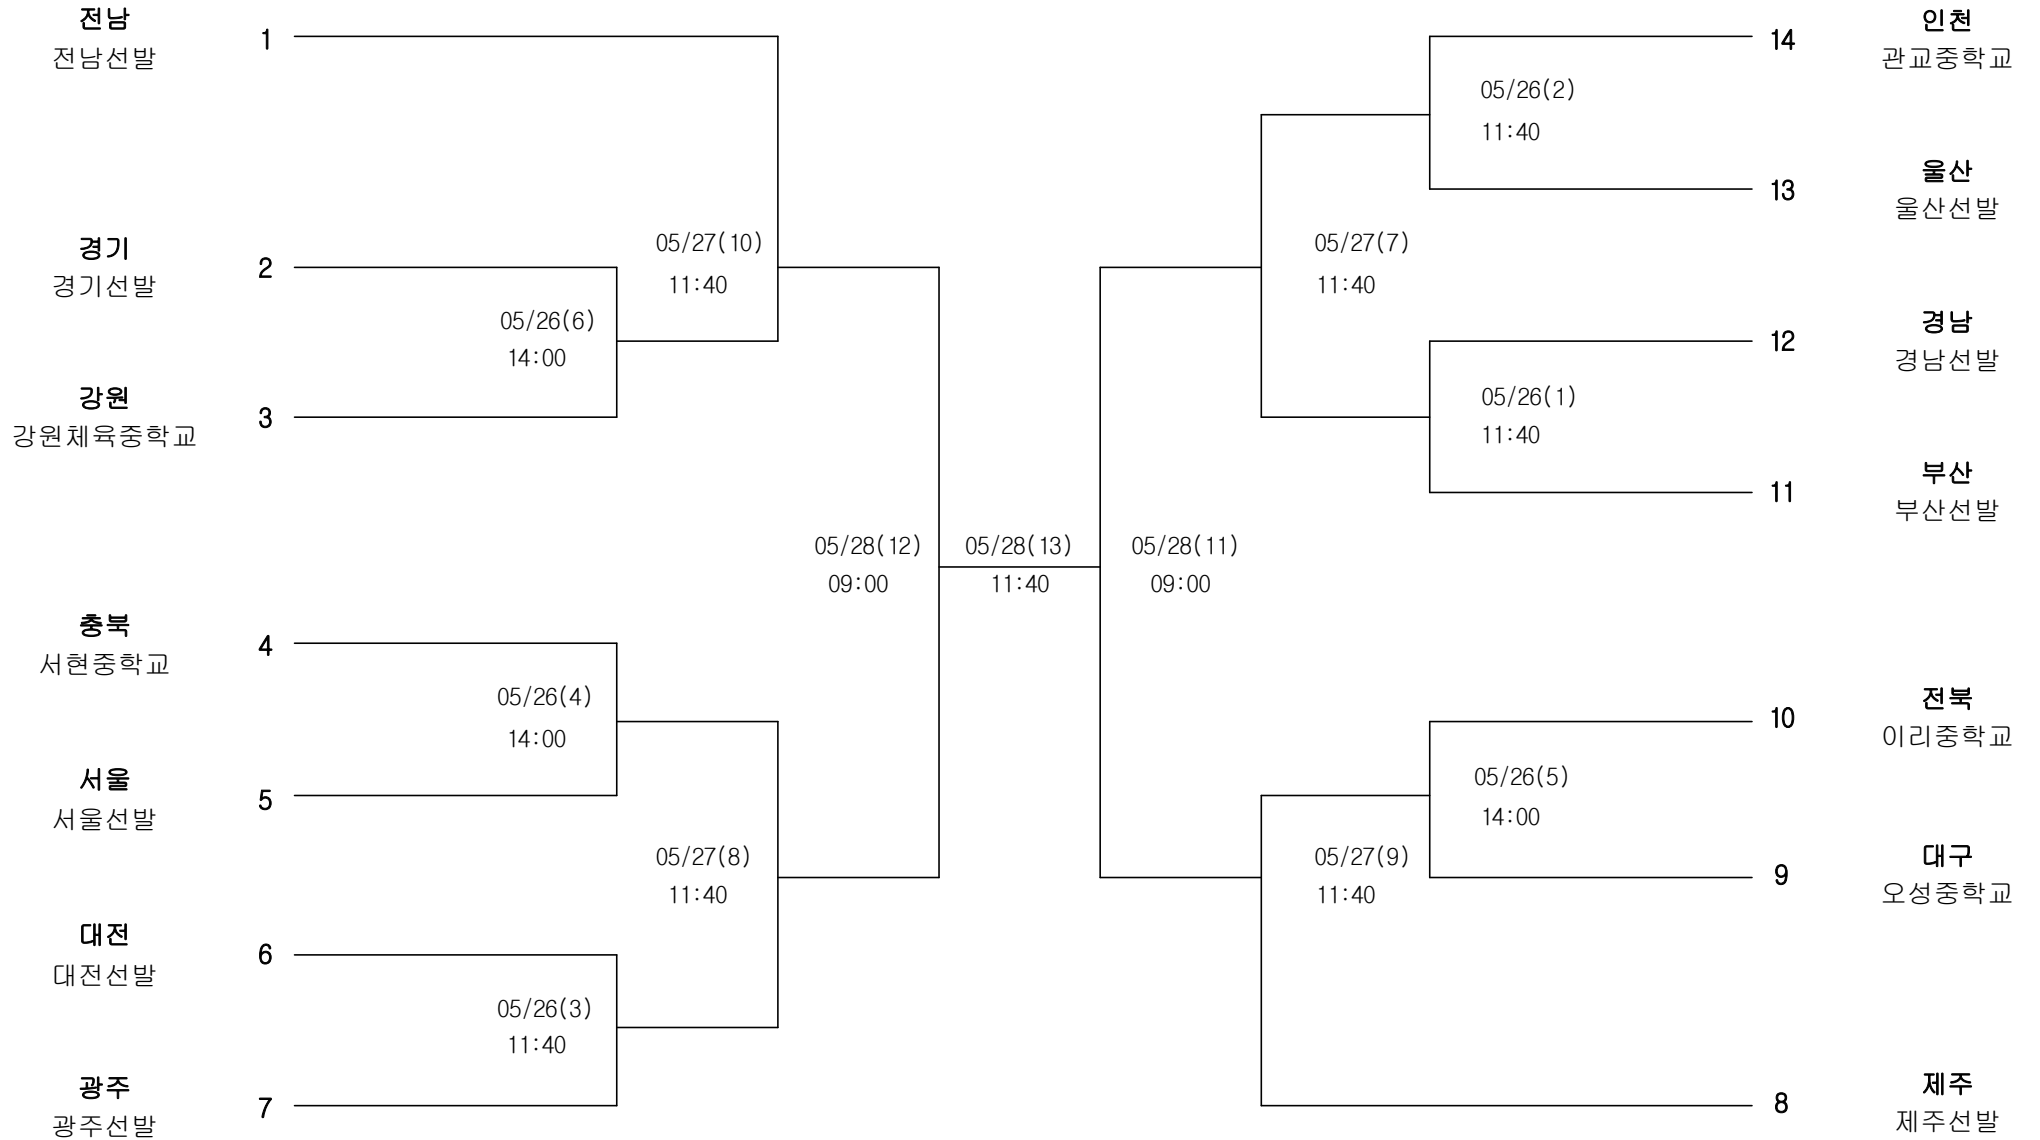 전남
전남선발
1
경기
경기선발
2
05/27(10)
11:40
05/26(6)
14:00
강원
강원체육중학교
3
충북
서현중학교
4
05/26(4)
14:00
서울
서울선발
5
05/27(8)
11:40
대전
대전선발
6
05/26(3)
11:40
광주
광주선발
7
05/28(12)
09:00
05/28(13)
11:40
05/28(11)
09:00
14
인천
관교중학교
05/26(2)
11:40
13
울산
울산선발
05/27(7)
11:40
12
경남
경남선발
05/26(1)
11:40
11
부산
부산선발
10
전북
이리중학교
05/26(5)
14:00
05/27(9)
11:40
9
대구
오성중학교
8
제주
제주선발